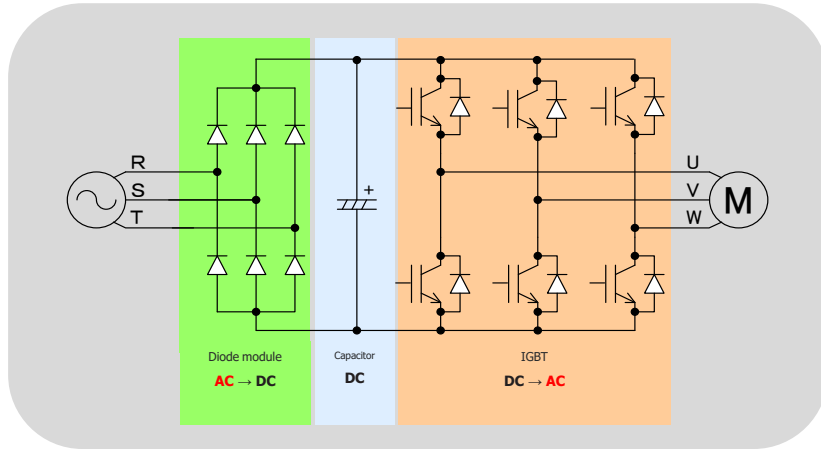 R
S
T
+
U
V
W
M
Diode module
AC → DC
Capacitor
DC
IGBT
DC → AC